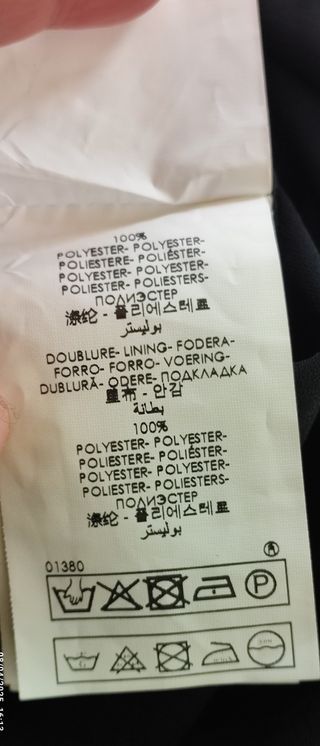 100%
POLYESTER- POLYESTER-
POLIESTERE- POLIÉSTER-
POLYESTER- POLYESTER-
POLIESTER- POLIESTERS-
ПОЛИЭСТЕР
涤纶 - 폴리에스테르
بوليستر
DOUBLURE- LINING- FODERA-
FORRO- FORRO- VOERING-
DUBLURĂ- ODERE- ПОДКЛАДКА
里布 - 안감
بطانة
100%
POLYESTER- POLYESTER-
POLIESTERE- POLIÉSTER-
POLYESTER- POLYESTER-
POLIESTER- POLIESTERS-
ПОЛИЭСТЕР
涤纶 - 폴리에스테르
بوليستر
01380
P